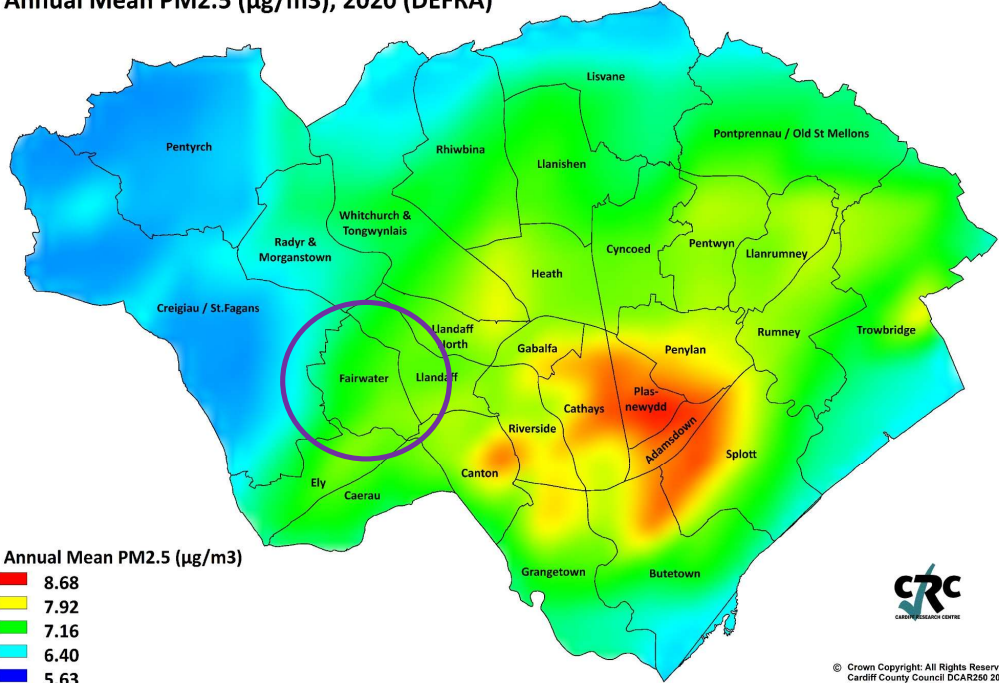 Annual Mean PM2.5 (µg/m3), 2020 (DEFRA)
Lisvane
Pontprennau / Old St Mellons
Pentyrch
Rhiwbina
Llanishen
Whitchurch &
Tongwynlais
Radyr &
Morganstown
Cyncoed
Pentwyn
Llanrumney
Heath
Creigiau / St.Fagans
Llandaff
North
Gabalfa
Penylan
Rumney
Trowbridge
Fairwater
Llandaff
Plas-
newydd
Cathays
Riverside
Adamsdown
Splott
Canton
Ely
Caerau
Grangetown
Butetown
Annual Mean PM2.5 (µg/m3)
8.68
7.92
7.16
6.40
5.63
CRC
CARDIFF RESEARCH CENTRE
© Crown Copyright: All Rights Reserv
Cardiff County Council DCAR250 20